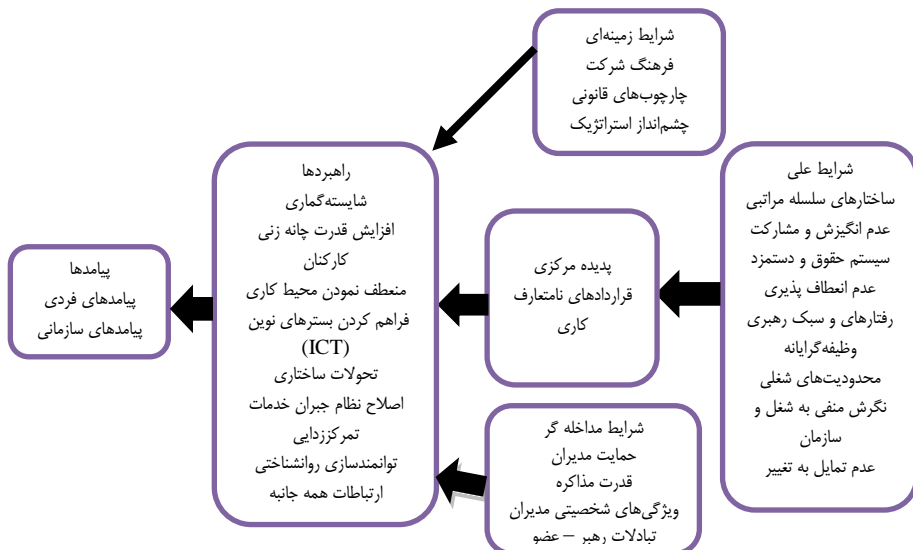 شرایط زمینه‌ای
فرهنگ شرکت
چارچوب‌های قانونی
چشم‌انداز استراتژیک
شرایط علی
ساختارهای سلسله مراتبی
عدم انگیزش و مشارکت
سیستم حقوق و دستمزد
عدم انعطاف پذیری
رفتارهای و سبک رهبری
وظیفه‌گرایانه
محدودیت‌های شغلی
نگرش منفی به شغل و
سازمان
عدم تمایل به تغییر
پدیده مرکزی
قراردادهای نامتعارف
کاری
شرایط مداخله گر
حمایت مدیران
قدرت مذاکره
ویژگی‌های شخصیتی مدیران
تبادلات رهبر – عضو
راهبردها
شایسته‌گماری
افزایش قدرت چانه زنی
کارکنان
منعطف نمودن محیط کاری
فراهم کردن بسترهای نوین
(ICT)
تحولات ساختاری
اصلاح نظام جبران خدمات
تمرکززدایی
توانمندسازی روانشناختی
ارتباطات همه جانبه
پیامدها
پیامدهای فردی
پیامدهای سازمانی